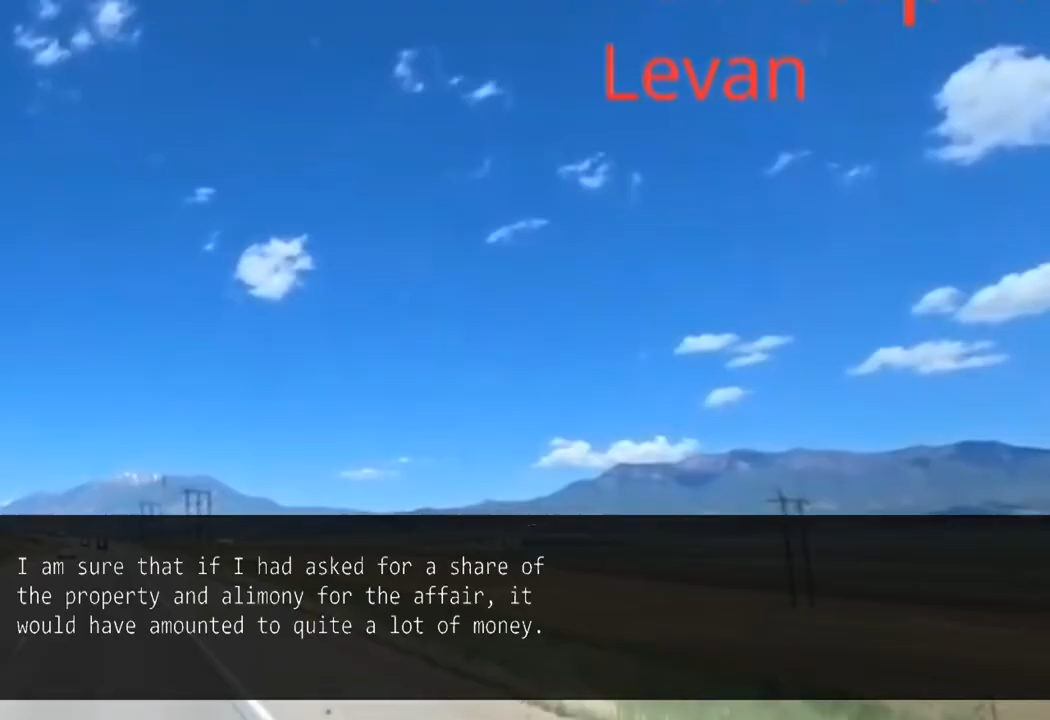 Levan
I am sure that if I had asked for a share of
the property and alimony for the affair, it
would have amounted to quite a lot of money.